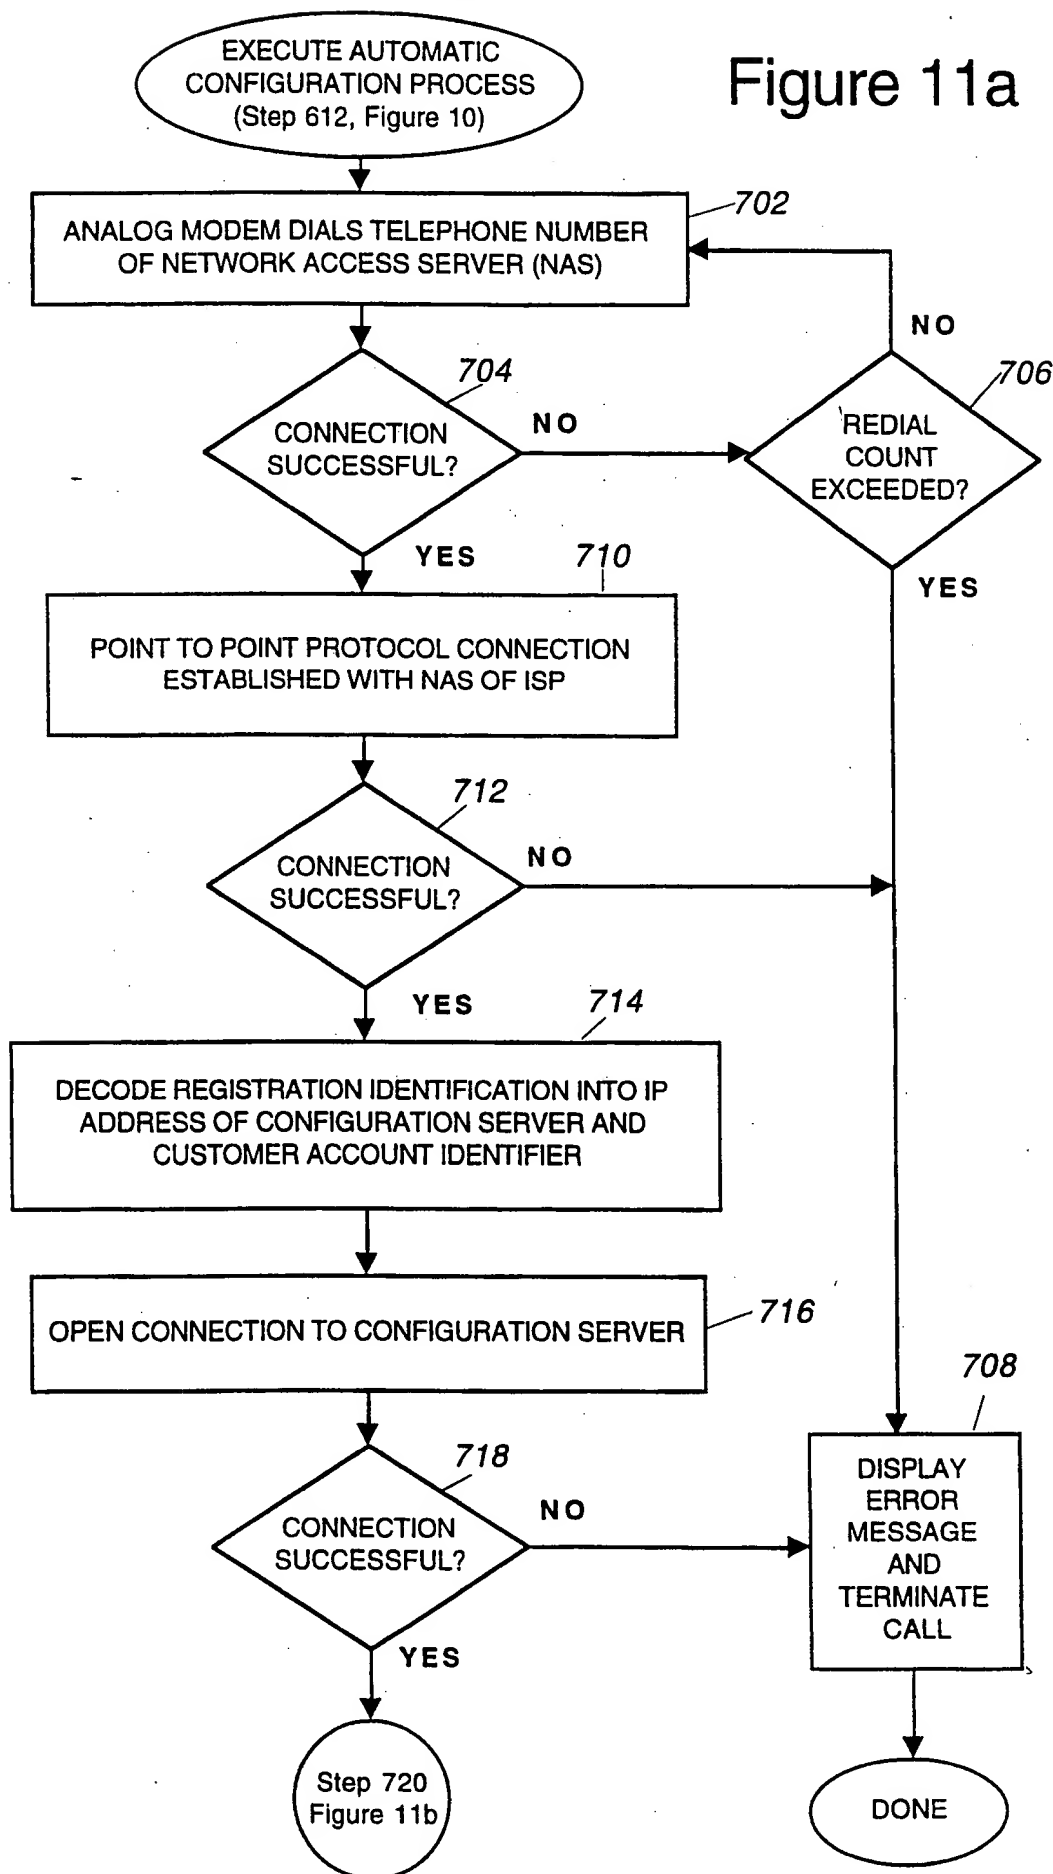 EXECUTE AUTOMATIC
CONFIGURATION PROCESS
(Step 612, Figure 10)
Figure 11a
702
ANALOG MODEM DIALS TELEPHONE NUMBER
OF NETWORK ACCESS SERVER (NAS)
NO
704
706
CONNECTION
SUCCESSFUL?
NO
REDIAL
COUNT
EXCEEDED?
YES
710
YES
POINT TO POINT PROTOCOL CONNECTION
ESTABLISHED WITH NAS OF ISP
712
CONNECTION
SUCCESSFUL?
NO
YES
714
DECODE REGISTRATION IDENTIFICATION INTO IP
ADDRESS OF CONFIGURATION SERVER AND
CUSTOMER ACCOUNT IDENTIFIER
716
OPEN CONNECTION TO CONFIGURATION SERVER
708
718
CONNECTION
SUCCESSFUL?
NO
DISPLAY
ERROR
MESSAGE
AND
TERMINATE
CALL
YES
Step 720
Figure 11b
DONE